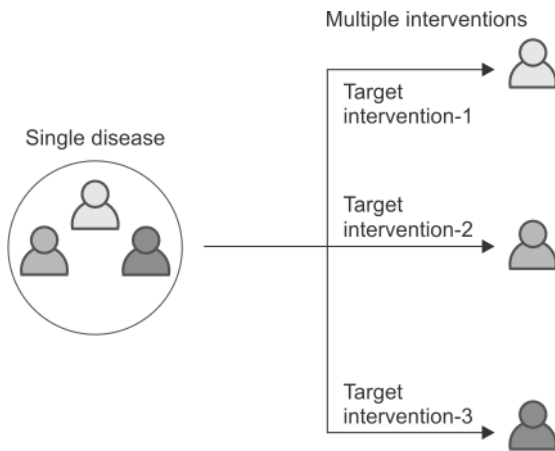 Multiple interventions
Single disease
Target
intervention-1
Target
intervention-2
Target
intervention-3